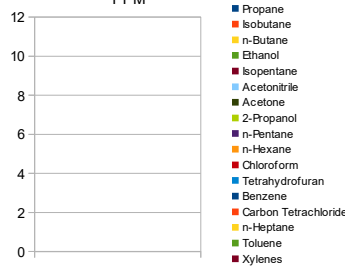 PPM
12
10
8
6
4
2
0
Propane
Isobutane
n-Butane
Ethanol
Isopentane
Acetonitrile
Acetone
2-Propanol
n-Pentane
n-Hexane
Chloroform
Tetrahydrofuran
Benzene
Carbon Tetrachloride
n-Heptane
Toluene
Xylenes